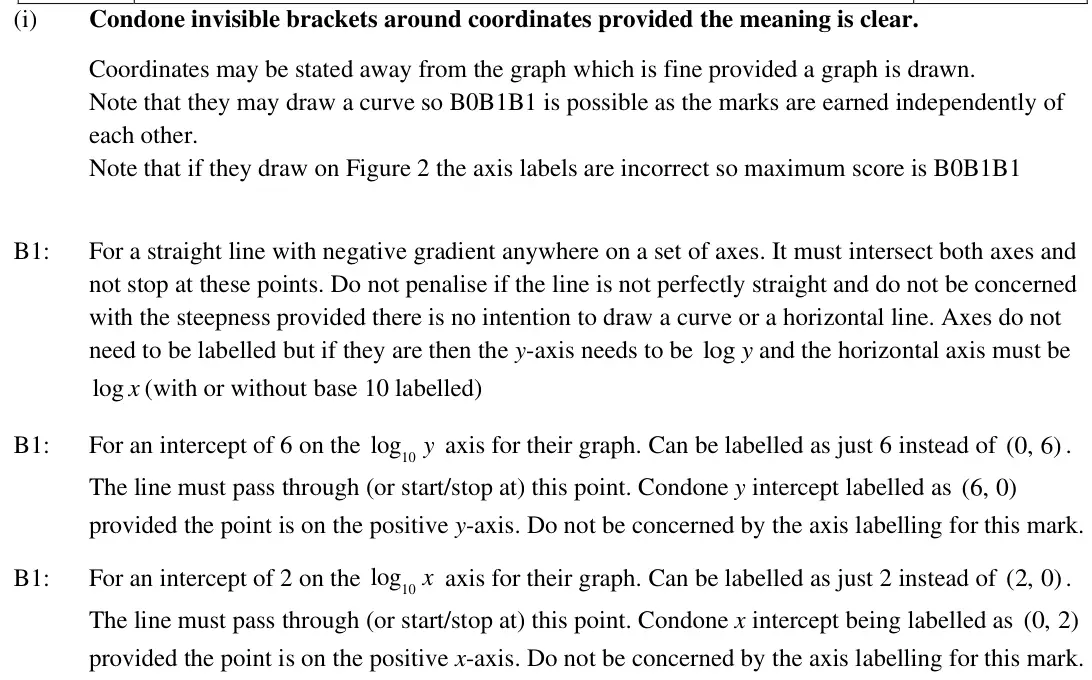 (i) Condone invisible brackets around coordinates provided the meaning is clear.
Coordinates may be stated away from the graph which is fine provided a graph is drawn.
Note that they may draw a curve so B0B1B1 is possible as the marks are earned independently of
each other.
Note that if they draw on Figure 2 the axis labels are incorrect so maximum score is B0B1B1
B1: For a straight line with negative gradient anywhere on a set of axes. It must intersect both axes and
not stop at these points. Do not penalise if the line is not perfectly straight and do not be concerned
with the steepness provided there is no intention to draw a curve or a horizontal line. Axes do not
need to be labelled but if they are then the y-axis needs to be log y and the horizontal axis must be
log x (with or without base 10 labelled)
B1: For an intercept of 6 on the log₁₀ y axis for their graph. Can be labelled as just 6 instead of (0, 6).
The line must pass through (or start/stop at) this point. Condone y intercept labelled as (6, 0)
provided the point is on the positive y-axis. Do not be concerned by the axis labelling for this mark.
B1: For an intercept of 2 on the log₁₀ x axis for their graph. Can be labelled as just 2 instead of (2, 0).
The line must pass through (or start/stop at) this point. Condone x intercept being labelled as (0, 2)
provided the point is on the positive x-axis. Do not be concerned by the axis labelling for this mark.